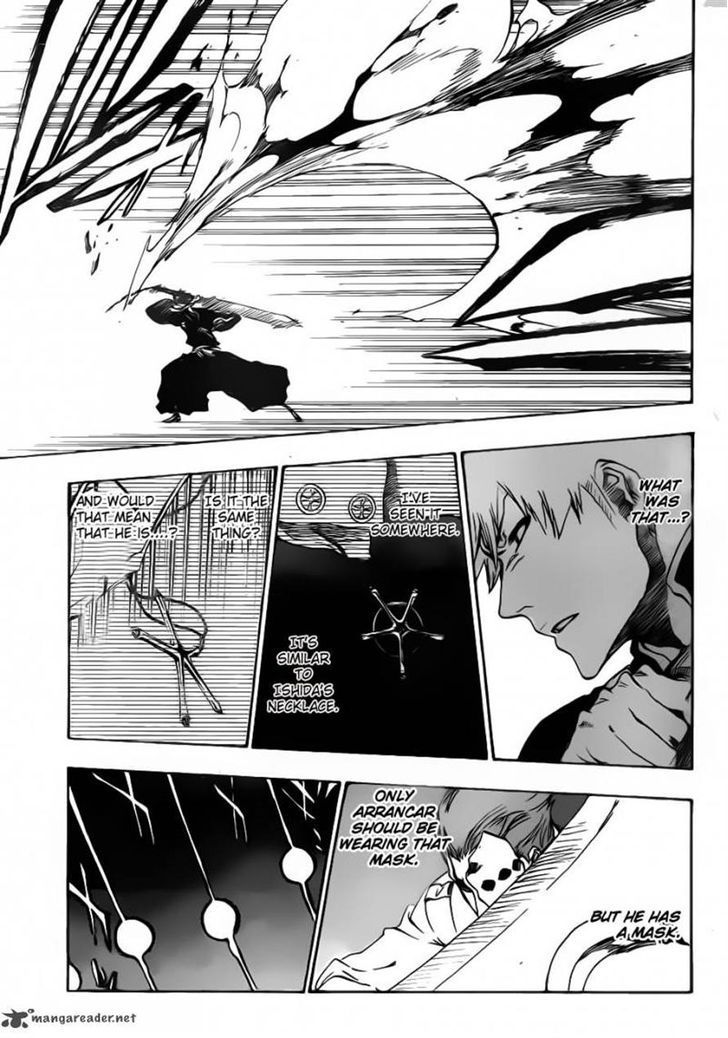 WHAT
WAS
THAT...?
I'VE
SEEN IT
SOMEWHERE.
IT'S
SIMILAR
TO
ISHIDA'S
NECKLACE.
IS IT THE
SAME
THING?
AND WOULD
THAT MEAN
THAT HE IS....?
BUT HE HAS
A MASK.
ONLY
ARRANCAR
SHOULD BE
WEARING THAT
MASK.
mangareader.net